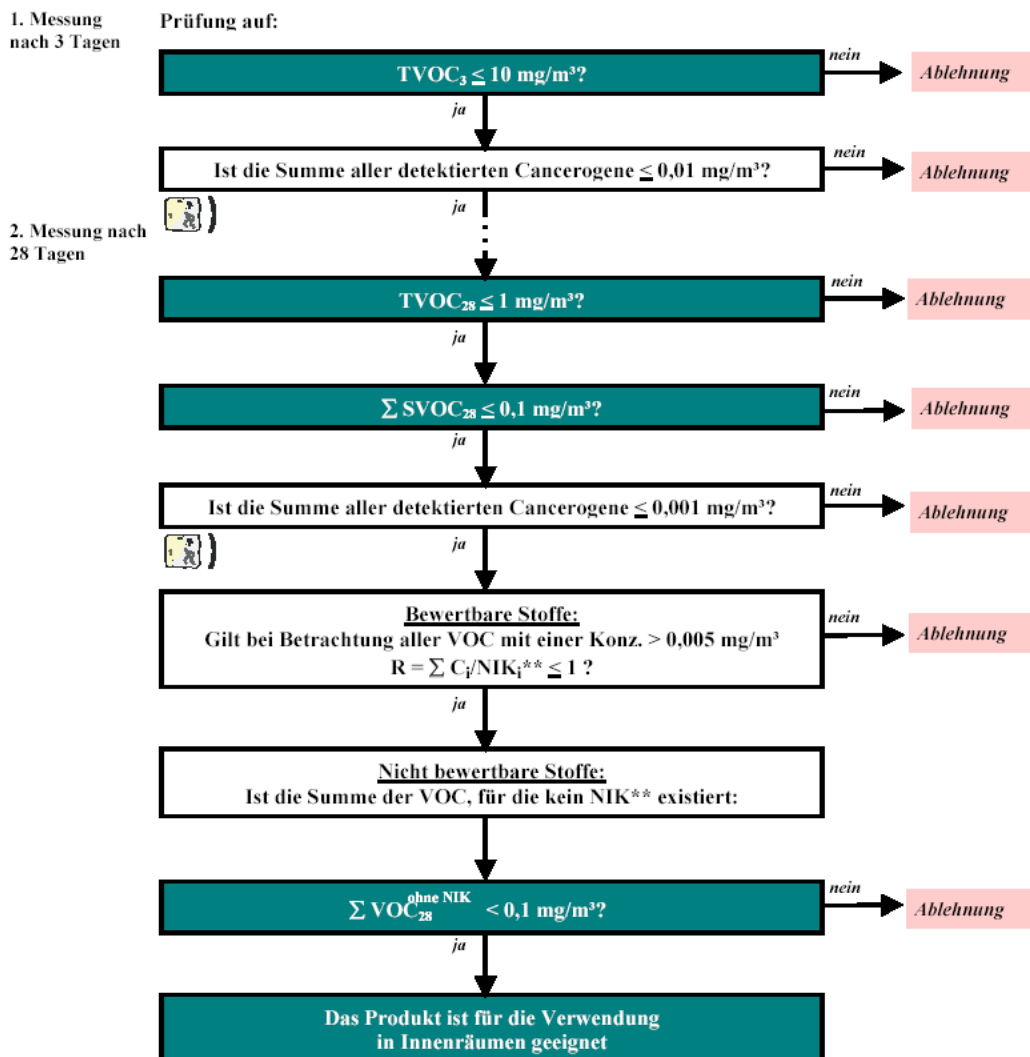 1. Messung
nach 3 Tagen
Prüfung auf:
TVOC₃ ≤ 10 mg/m³?
nein
Ablehnung
ja
Ist die Summe aller detektierten Cancerogene ≤ 0,01 mg/m³?
nein
Ablehnung
)
ja
2. Messung nach
28 Tagen
TVOC₂₈ ≤ 1 mg/m³?
nein
Ablehnung
ja
∑ SVOC₂₈ ≤ 0,1 mg/m³?
nein
Ablehnung
ja
Ist die Summe aller detektierten Cancerogene ≤ 0,001 mg/m³?
nein
Ablehnung
)
ja
Bewertbare Stoffe:
Gilt bei Betrachtung aller VOC mit einer Konz. > 0,005 mg/m³
R = ∑ Cᵢ/NIKᵢ** ≤ 1 ?
nein
Ablehnung
ja
Nicht bewertbare Stoffe:
Ist die Summe der VOC, für die kein NIK** existiert:
∑ VOC₂₈ ohne NIK < 0,1 mg/m³?
nein
Ablehnung
ja
Das Produkt ist für die Verwendung
in Innenräumen geeignet